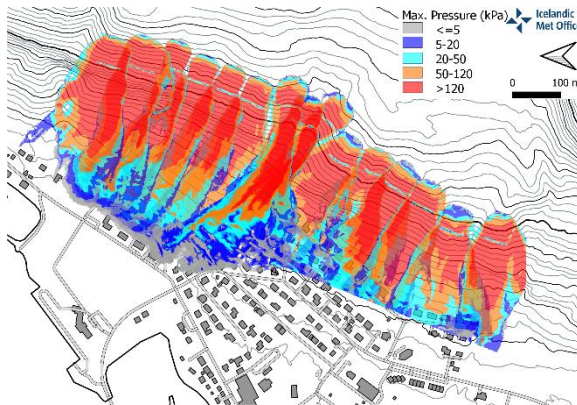 Max. Pressure (kPa)
<=5
5-20
20-50
50-120
>120
Icelandic
Met Office
0 100